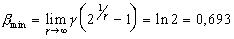 β_min = lim_{r→∞} γ(2^{1/r} − 1) = ln 2 = 0,693